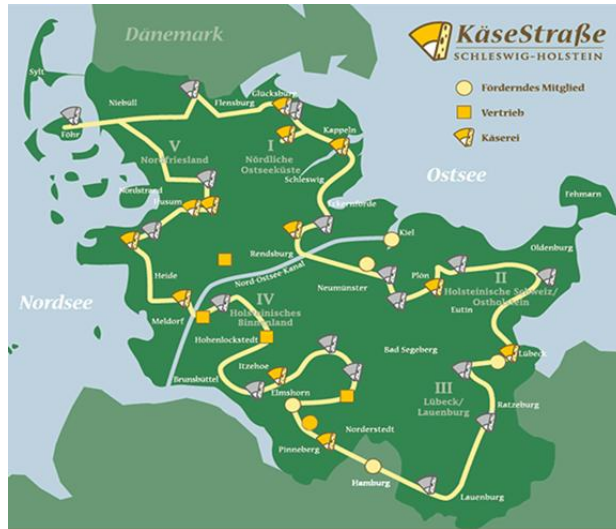 Dänemark
KäseStraße
SCHLESWIG-HOLSTEIN
Förderndes Mitglied
Vertrieb
Käserei
Sylt
Föhr
Niebüll
Flensburg
Glücksburg
Kappeln
V
Nordfriesland
I
Nördliche
Ostseeküste
Schleswig
Ostsee
Nordstrand
Husum
Eckernförde
Kiel
Fehmarn
Oldenburg
Rendsburg
Nord-Ostsee-Kanal
Heide
Nordsee
Neumünster
Plön
II
Holsteinische Schweiz/
Ostholstein
Eutin
Meldorf
IV
Holsteinisches
Binnenland
Hohenlockstedt
Bad Segeberg
Lübeck
Brunsbüttel
Itzehoe
Elmshorn
III
Lübeck/
Lauenburg
Ratzeburg
Norderstedt
Pinneberg
Hamburg
Lauenburg